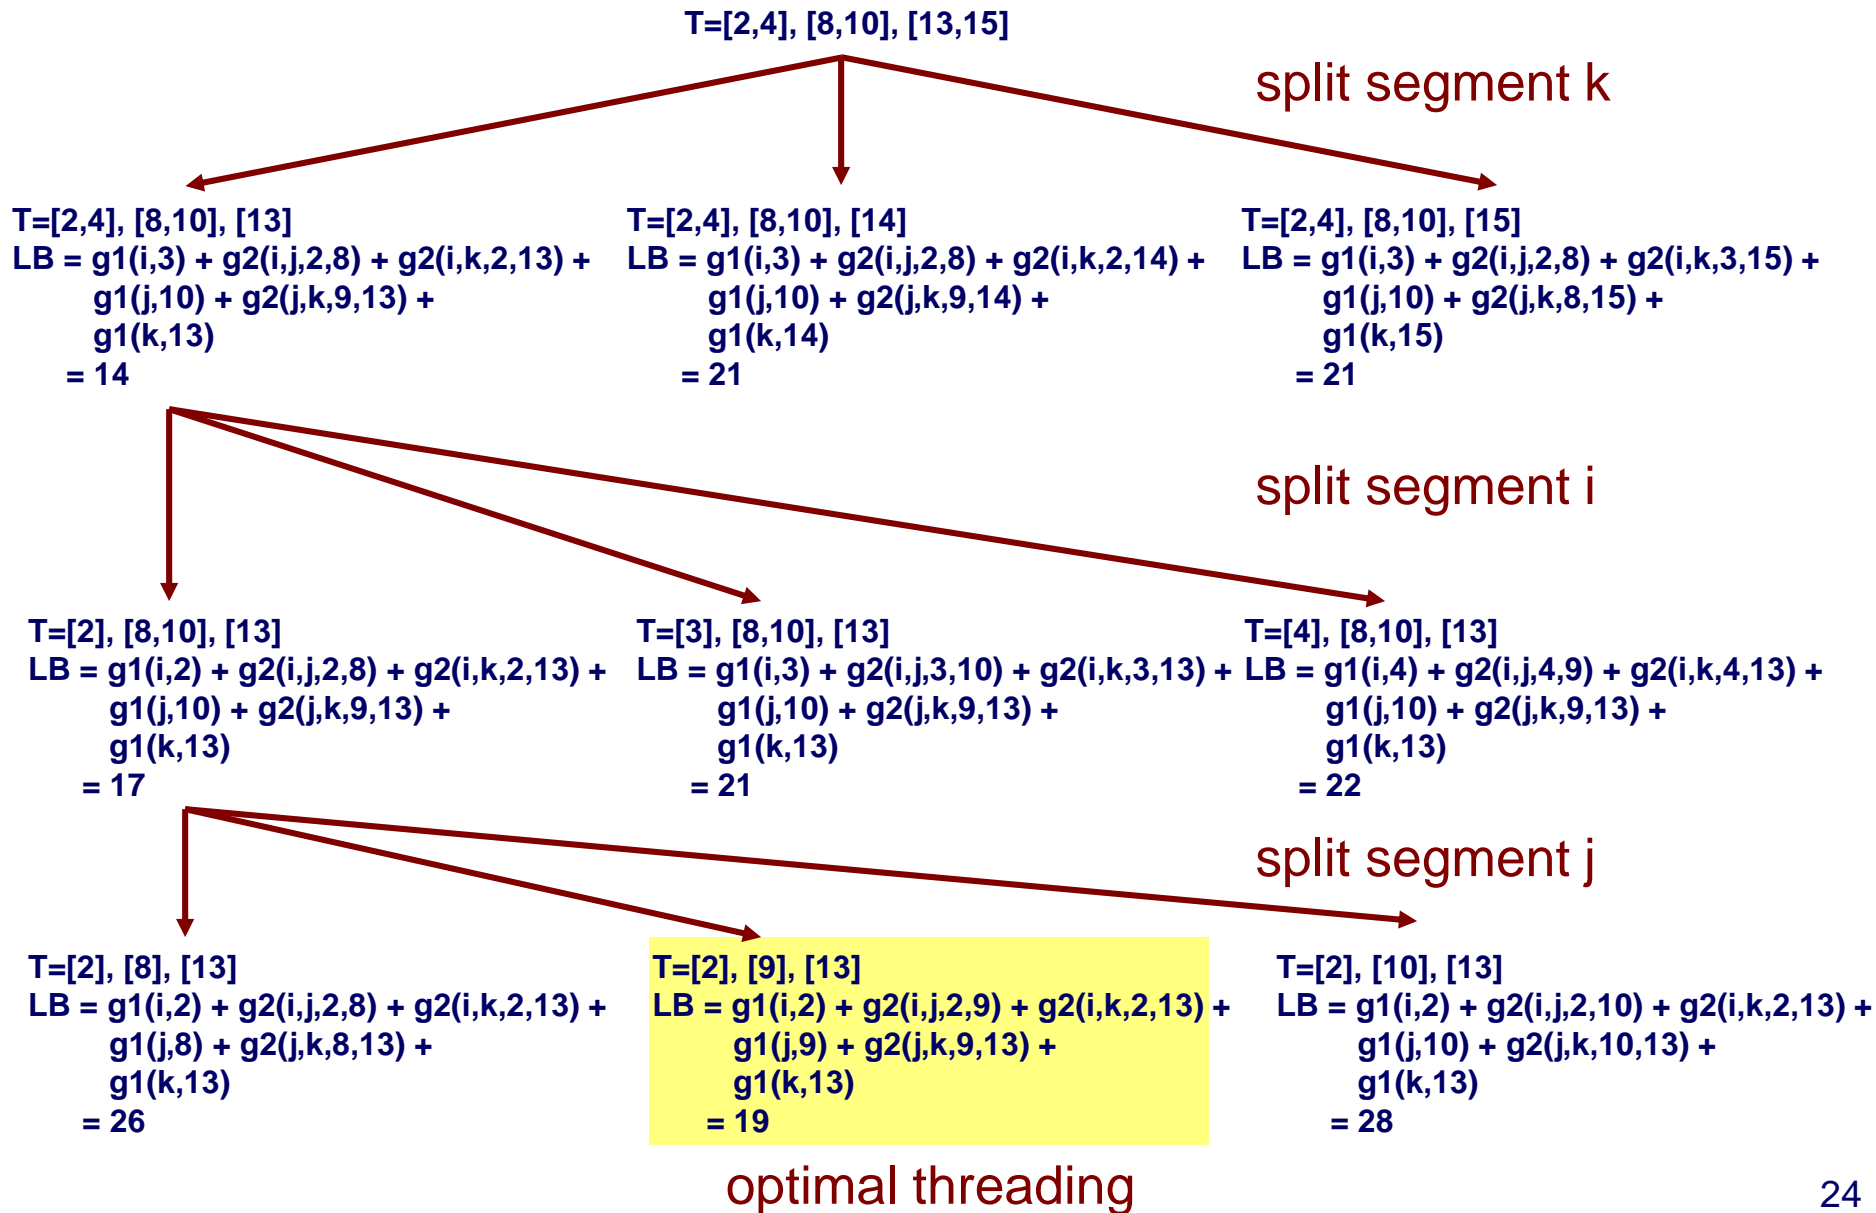 T=[2,4], [8,10], [13,15]
split segment k
T=[2,4], [8,10], [13]
LB = g1(i,3) + g2(i,j,2,8) + g2(i,k,2,13) +
g1(j,10) + g2(j,k,9,13) +
g1(k,13)
= 14
T=[2,4], [8,10], [14]
LB = g1(i,3) + g2(i,j,2,8) + g2(i,k,2,14) +
g1(j,10) + g2(j,k,9,14) +
g1(k,14)
= 21
T=[2,4], [8,10], [15]
LB = g1(i,3) + g2(i,j,2,8) + g2(i,k,3,15) +
g1(j,10) + g2(j,k,8,15) +
g1(k,15)
= 21
split segment i
T=[2], [8,10], [13]
LB = g1(i,2) + g2(i,j,2,8) + g2(i,k,2,13) +
g1(j,10) + g2(j,k,9,13) +
g1(k,13)
= 17
T=[3], [8,10], [13]
LB = g1(i,3) + g2(i,j,3,10) + g2(i,k,3,13) +
g1(j,10) + g2(j,k,9,13) +
g1(k,13)
= 21
T=[4], [8,10], [13]
LB = g1(i,4) + g2(i,j,4,9) + g2(i,k,4,13) +
g1(j,10) + g2(j,k,9,13) +
g1(k,13)
= 22
split segment j
T=[2], [8], [13]
LB = g1(i,2) + g2(i,j,2,8) + g2(i,k,2,13) +
g1(j,8) + g2(j,k,8,13) +
g1(k,13)
= 26
T=[2], [9], [13]
LB = g1(i,2) + g2(i,j,2,9) + g2(i,k,2,13) +
g1(j,9) + g2(j,k,9,13) +
g1(k,13)
= 19
T=[2], [10], [13]
LB = g1(i,2) + g2(i,j,2,10) + g2(i,k,2,13) +
g1(j,10) + g2(j,k,10,13) +
g1(k,13)
= 28
optimal threading
24